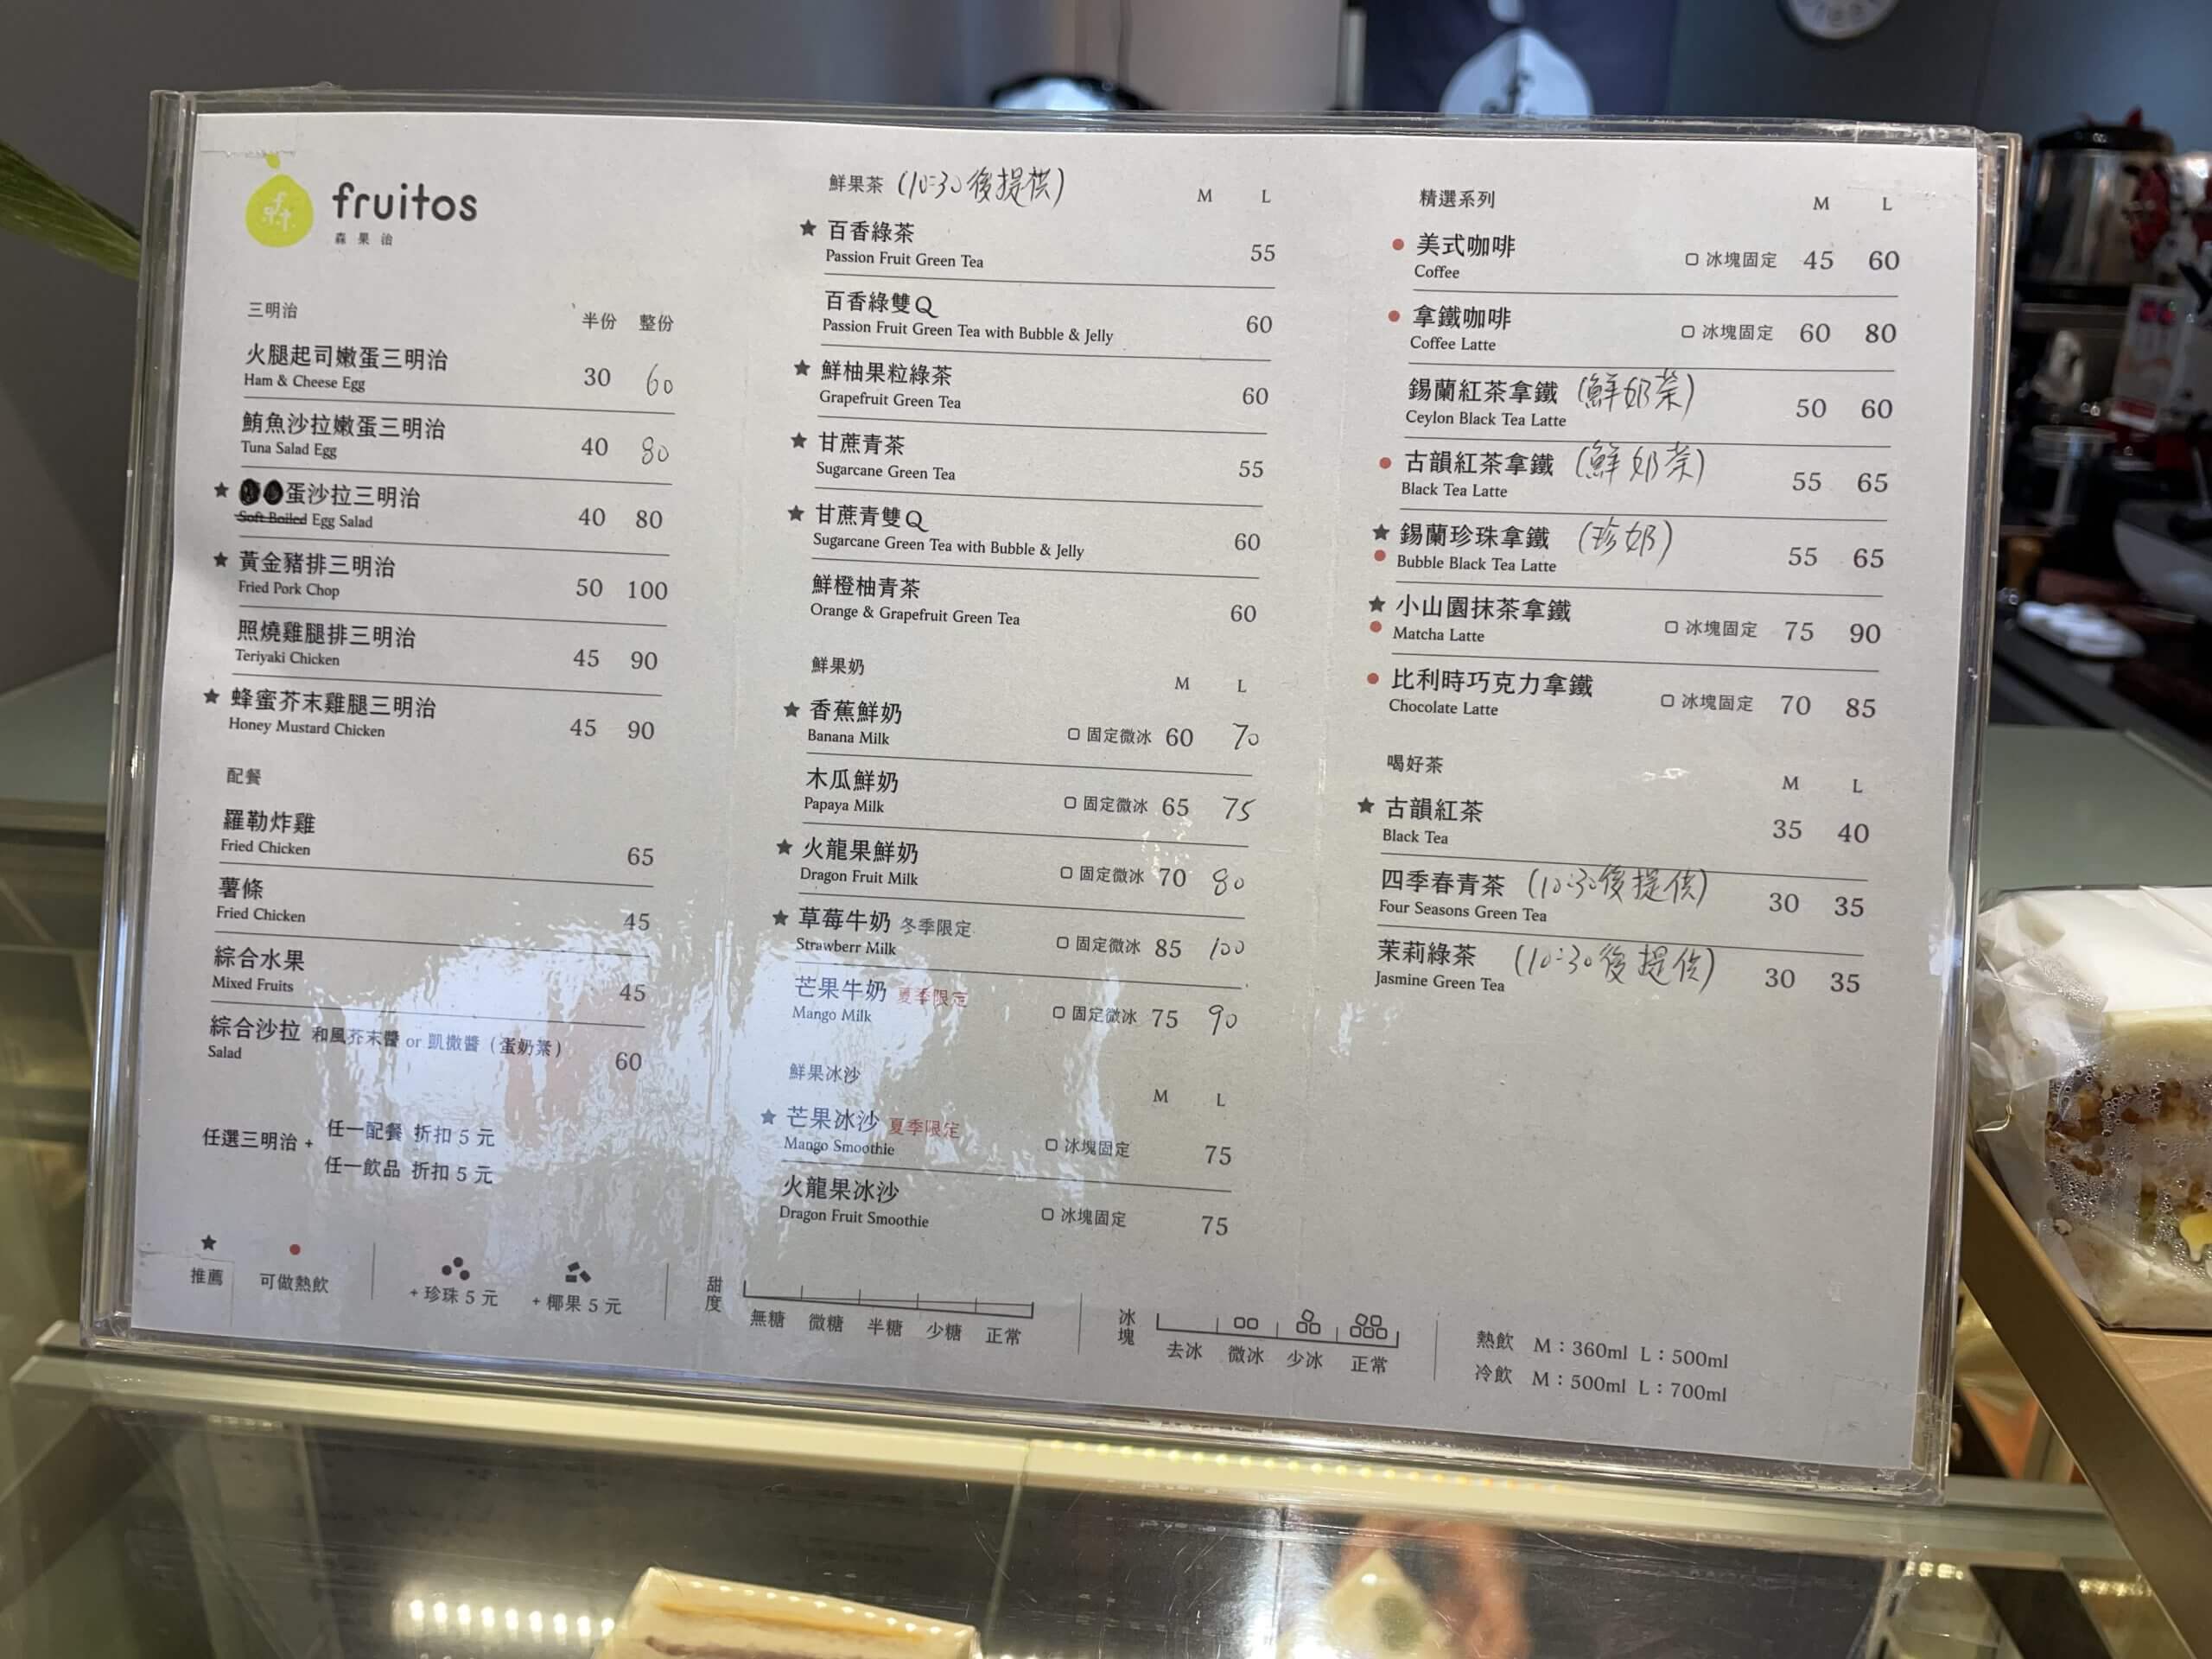 fruitos
森果治
三明治 半份 整份
火腿起司嫩蛋三明治 30 60
Ham & Cheese Egg
鮪魚沙拉嫩蛋三明治 40 80
Tuna Salad Egg
★ 蛋沙拉三明治 40 80
Soft Boiled Egg Salad
★ 黃金豬排三明治 50 100
Fried Pork Chop
照燒雞腿排三明治 45 90
Teriyaki Chicken
★ 蜂蜜芥末雞腿三明治 45 90
Honey Mustard Chicken
配餐
羅勒炸雞 65
Fried Chicken
薯條 45
Fried Chicken
綜合水果 45
Mixed Fruits
綜合沙拉 和風芥末醬 or 凱撒醬（蛋奶素） 60
Salad
任選三明治 + 任一配餐 折扣 5 元
任一飲品 折扣 5 元
鮮果茶 (10:30後提供) M L
★ 百香綠茶 55
Passion Fruit Green Tea
百香綠雙Q 60
Passion Fruit Green Tea with Bubble & Jelly
★ 鮮柚果粒綠茶 60
Grapefruit Green Tea
★ 甘蔗青茶 55
Sugarcane Green Tea
★ 甘蔗青雙Q 60
Sugarcane Green Tea with Bubble & Jelly
鮮橙柚青茶 60
Orange & Grapefruit Green Tea
鮮果奶 M L
★ 香蕉鮮奶 固定微冰 60 70
Banana Milk
木瓜鮮奶 固定微冰 65 75
Papaya Milk
★ 火龍果鮮奶 固定微冰 70 80
Dragon Fruit Milk
★ 草莓牛奶 冬季限定 固定微冰 85 100
Strawberr Milk
芒果牛奶 夏季限定 固定微冰 75 90
Mango Milk
鮮果冰沙 M L
★ 芒果冰沙 夏季限定 冰塊固定 75
Mango Smoothie
火龍果冰沙 冰塊固定 75
Dragon Fruit Smoothie
精選系列 M L
美式咖啡 冰塊固定 45 60
Coffee
拿鐵咖啡 冰塊固定 60 80
Coffee Latte
錫蘭紅茶拿鐵 (鮮奶茶) 50 60
Ceylon Black Tea Latte
古韻紅茶拿鐵 (鮮奶茶) 55 65
Black Tea Latte
★ 錫蘭珍珠拿鐵 (珍奶) 55 65
Bubble Black Tea Latte
★ 小山園抹茶拿鐵 冰塊固定 75 90
Matcha Latte
比利時巧克力拿鐵 冰塊固定 70 85
Chocolate Latte
喝好茶 M L
★ 古韻紅茶 35 40
Black Tea
四季春青茶 (10:30後提供) 30 35
Four Seasons Green Tea
茉莉綠茶 (10:30後提供) 30 35
Jasmine Green Tea
★ 推薦
可做熱飲
+ 珍珠 5 元
+ 椰果 5 元
甜度 無糖 微糖 半糖 少糖 正常
冰塊 去冰 微冰 少冰 正常
熱飲 M：360ml L：500ml
冷飲 M：500ml L：700ml